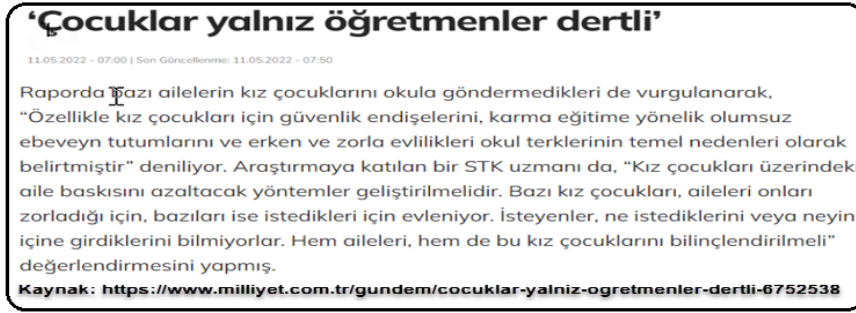 ‘Çocuklar yalnız öğretmenler dertli’
11.05.2022 - 07:00 | Son Güncellenme: 11.05.2022 - 07:50
Raporda bazı ailelerin kız çocuklarını okula göndermedikleri de vurgulanarak,
“Özellikle kız çocukları için güvenlik endişelerini, karma eğitime yönelik olumsuz
ebeveyn tutumlarını ve erken ve zorla evlilikleri okul terklerinin temel nedenleri olarak
belirtmiştir” deniliyor. Araştırmaya katılan bir STK uzmanı da, “Kız çocukları üzerindeki
aile baskısını azaltacak yöntemler geliştirilmelidir. Bazı kız çocukları, aileleri onları
zorladığı için, bazıları ise istedikleri için evleniyor. İsteyenler, ne istediklerini veya neyin
içine girdiklerini bilmiyorlar. Hem aileleri, hem de bu kız çocuklarını bilinçlendirilmeli”
değerlendirmesini yapmış.
Kaynak: https://www.milliyet.com.tr/gundem/cocuklar-yalniz-ogretmenler-dertli-6752538